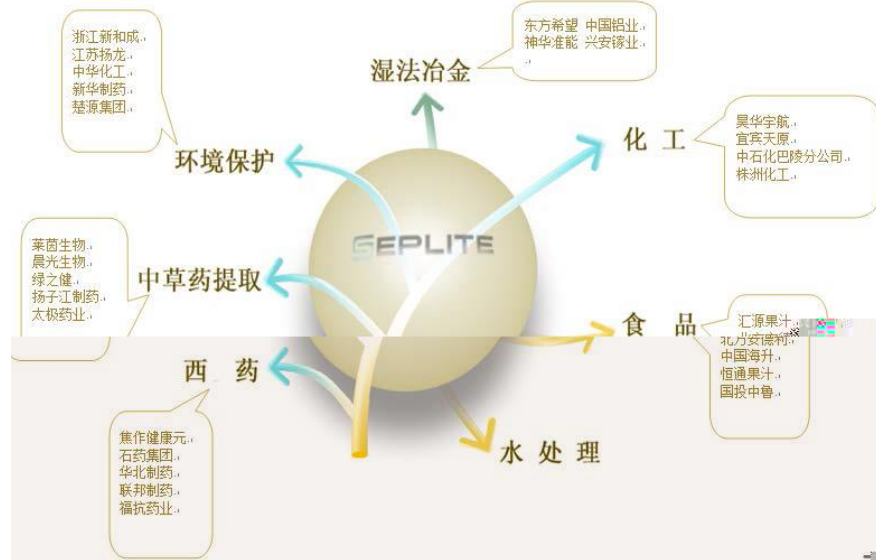 浙江新和成.
江苏扬龙.
中华化工.
新华制药.
楚源集团.
东方希望 中国铝业.
神华准能 兴安镓业.
湿法冶金
化 工
昊华宇航.
宜宾天原.
中石化巴陵分公司.
株洲化工.
环境保护
SEPLITE
莱茵生物.
晨光生物.
绿之健.
扬子江制药.
太极药业.
中草药提取
食 品
汇源果汁.
北方安德利.
中国海升.
恒通果汁.
国投中鲁.
西 药
焦作健康元.
石药集团.
华北制药.
联邦制药.
福抗药业.
水 处 理